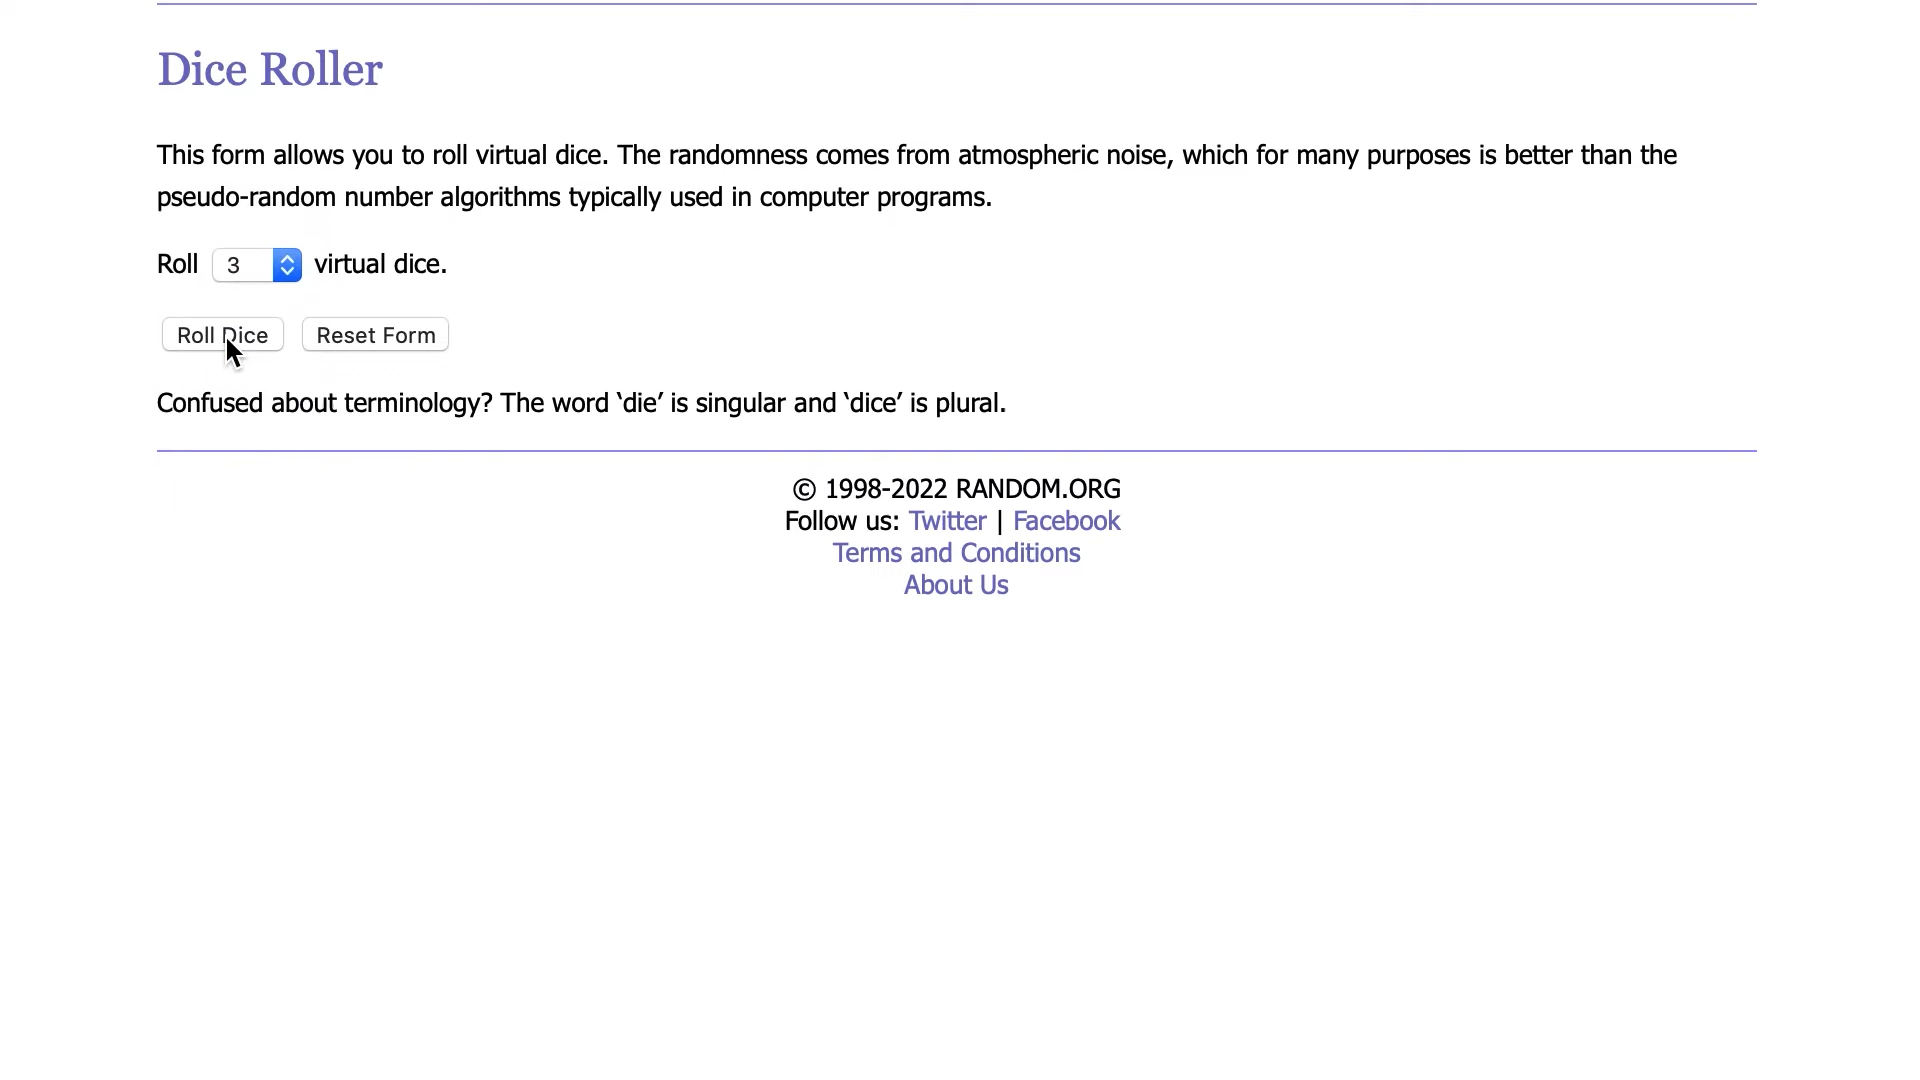 Dice Roller
This form allows you to roll virtual dice. The randomness comes from atmospheric noise, which for many purposes is better than the
pseudo-random number algorithms typically used in computer programs.
Roll 3 virtual dice.
Roll Dice Reset Form
Confused about terminology? The word ‘die’ is singular and ‘dice’ is plural.
© 1998-2022 RANDOM.ORG
Follow us: Twitter | Facebook
Terms and Conditions
About Us